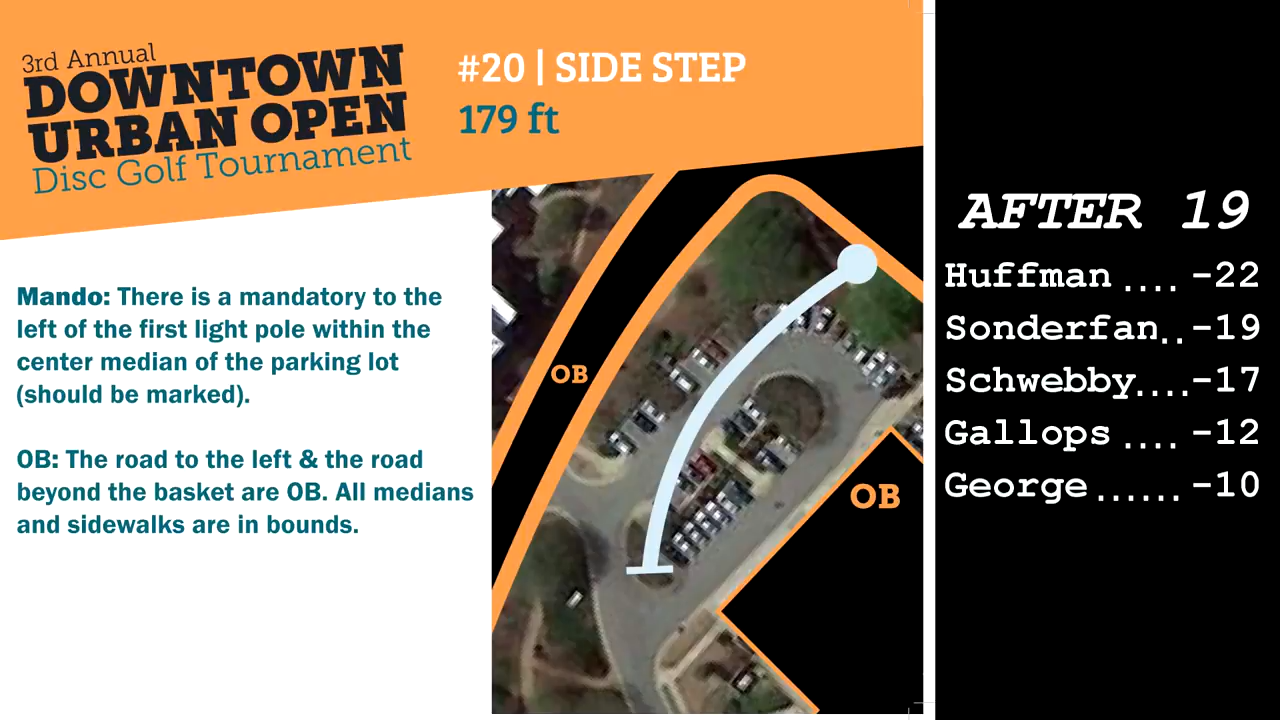 3rd Annual
DOWNTOWN
URBAN OPEN
Disc Golf Tournament
#20 | SIDE STEP
179 ft
Mando: There is a mandatory to the
left of the first light pole within the
center median of the parking lot
(should be marked).
OB: The road to the left & the road
beyond the basket are OB. All medians
and sidewalks are in bounds.
OB
OB
AFTER 19
Huffman .... -22
Sonderfan.. -19
Schwebby.... -17
Gallops .... -12
George ...... -10